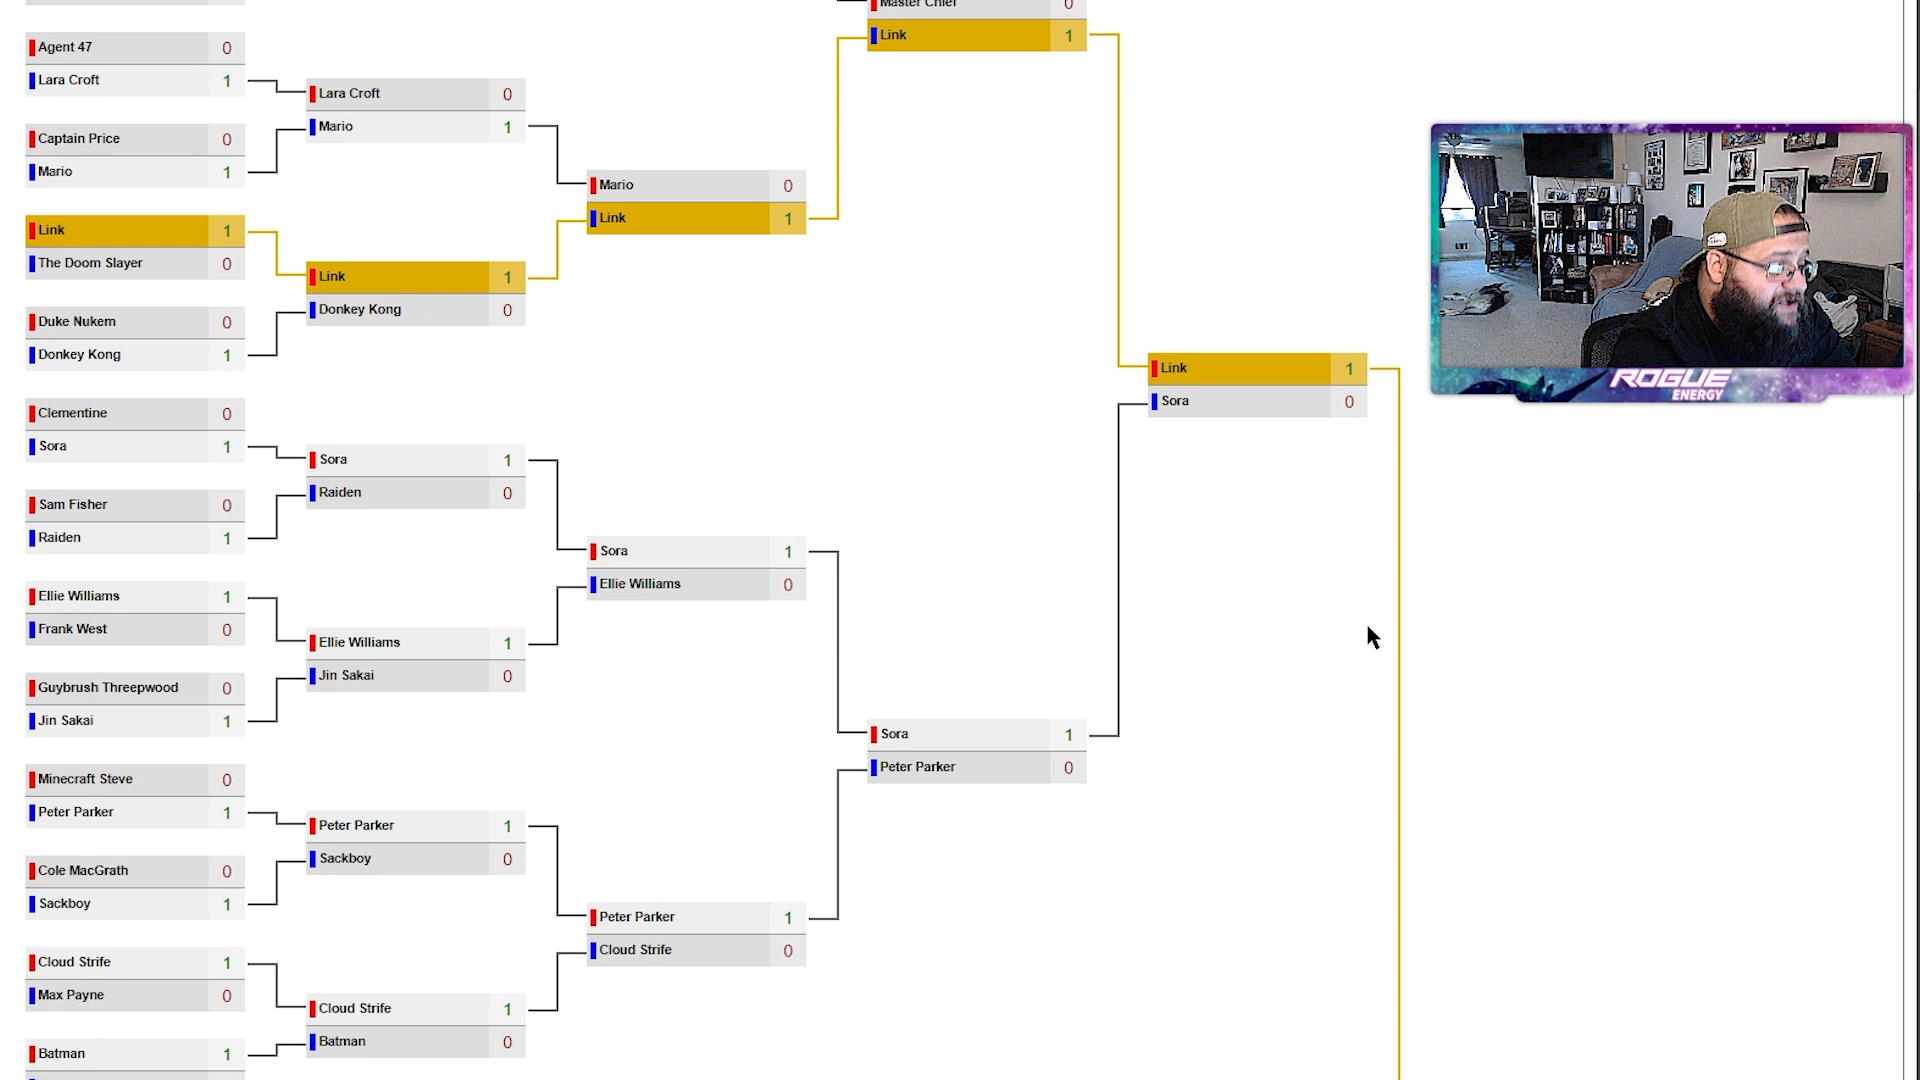 Agent 47 0
Lara Croft 1
Captain Price 0
Mario 1
Link 1
The Doom Slayer 0
Duke Nukem 0
Donkey Kong 1
Clementine 0
Sora 1
Sam Fisher 0
Raiden 1
Ellie Williams 1
Frank West 0
Guybrush Threepwood 0
Jin Sakai 1
Minecraft Steve 0
Peter Parker 1
Cole MacGrath 0
Sackboy 1
Cloud Strife 1
Max Payne 0
Batman 1
Lara Croft 0
Mario 1
Link 1
Donkey Kong 0
Sora 1
Raiden 0
Ellie Williams 1
Jin Sakai 0
Peter Parker 1
Sackboy 0
Cloud Strife 1
Batman 0
Mario 0
Link 1
Sora 1
Ellie Williams 0
Peter Parker 1
Cloud Strife 0
Master Chief 0
Link 1
Sora 1
Peter Parker 0
Link 1
Sora 0
ROGUE
ENERGY